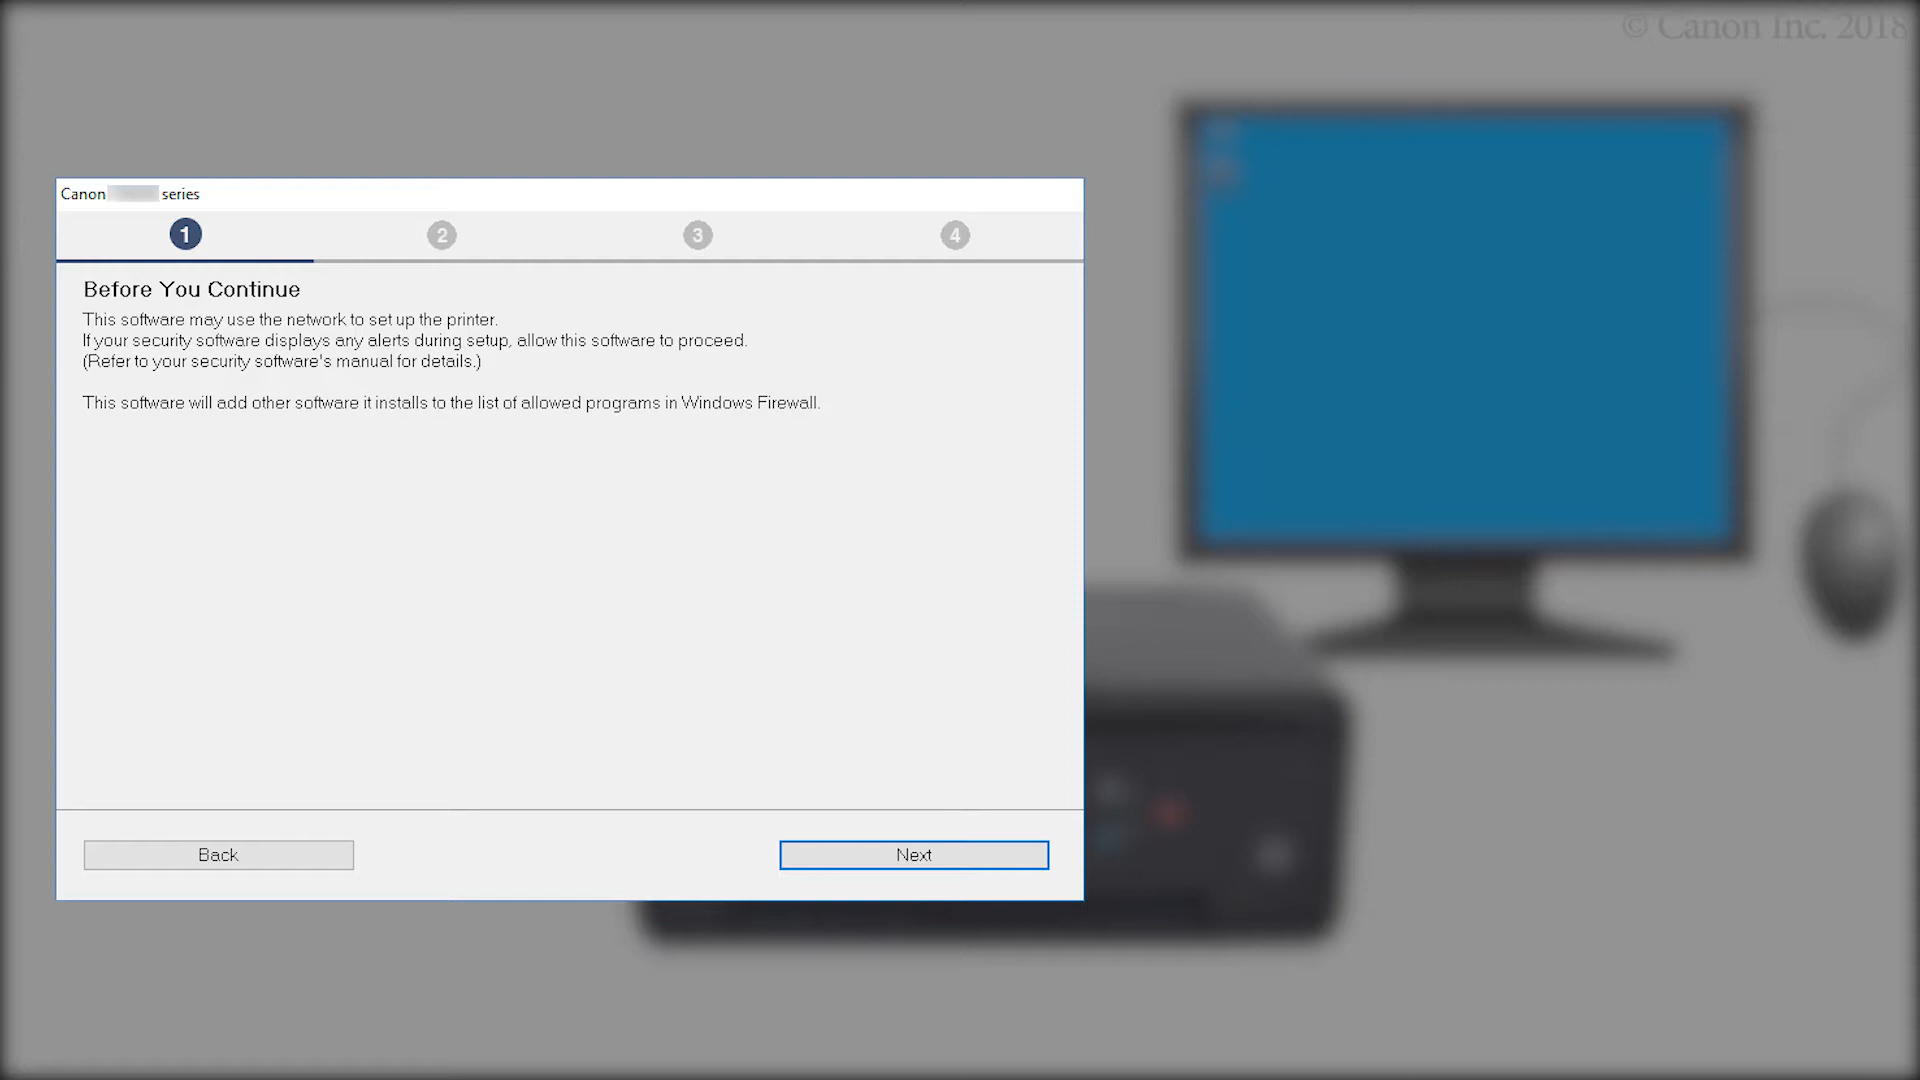 © Canon Inc. 2018
Canon series
1 2 3 4
Before You Continue
This software may use the network to set up the printer.
If your security software displays any alerts during setup, allow this software to proceed.
(Refer to your security software's manual for details.)
This software will add other software it installs to the list of allowed programs in Windows Firewall.
Back Next